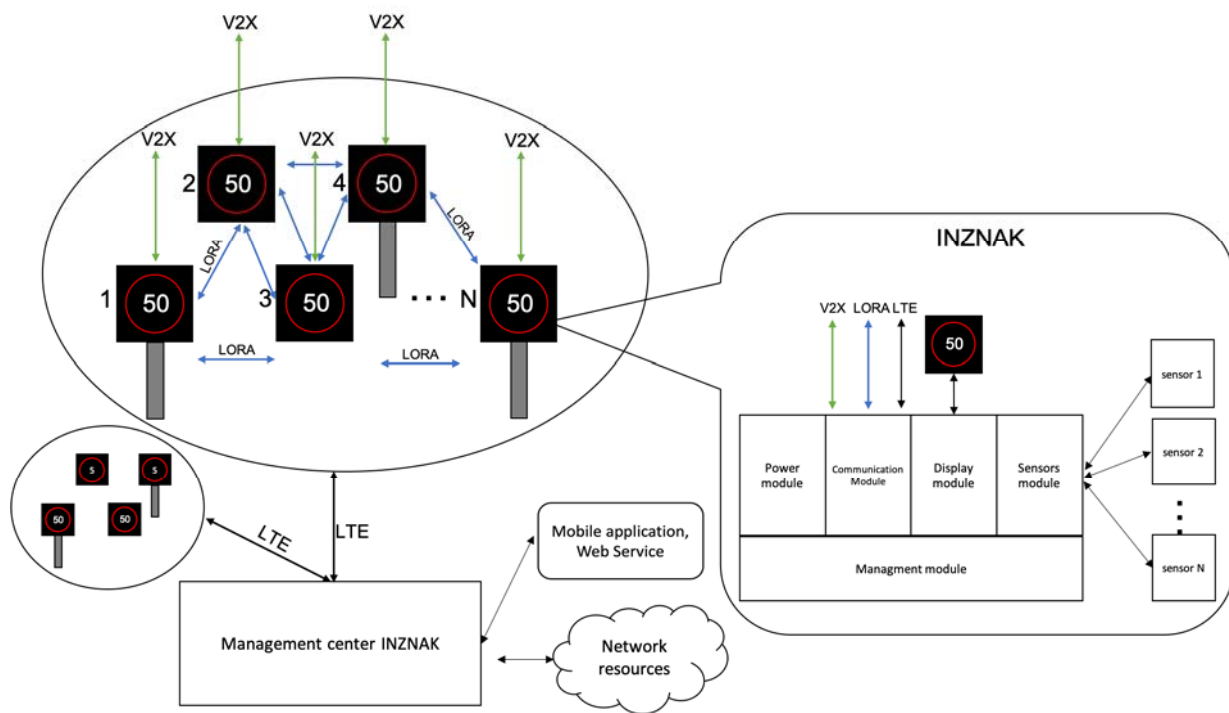 V2X
V2X
V2X
V2X
V2X
2
50
4
50
LORA
LORA
1
50
3
50
...
N
50
LORA
LORA
5
5
50
50
LTE
LTE
Management center INZNAK
Mobile application,
Web Service
Network
resources
INZNAK
V2X
LORA
LTE
50
Power
module
Communication
Module
Display
module
Sensors
module
Managment module
sensor 1
sensor 2
sensor N